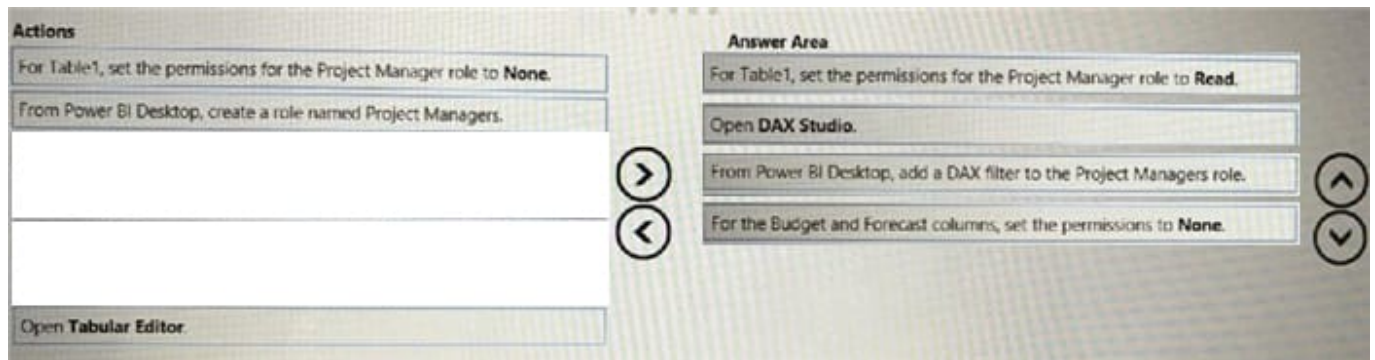 Actions
For Table1, set the permissions for the Project Manager role to None.
From Power BI Desktop, create a role named Project Managers.
Open Tabular Editor
Answer Area
For Table1, set the permissions for the Project Manager role to Read.
Open DAX Studio.
From Power BI Desktop, add a DAX filter to the Project Managers role.
For the Budget and Forecast columns, set the permissions to None.